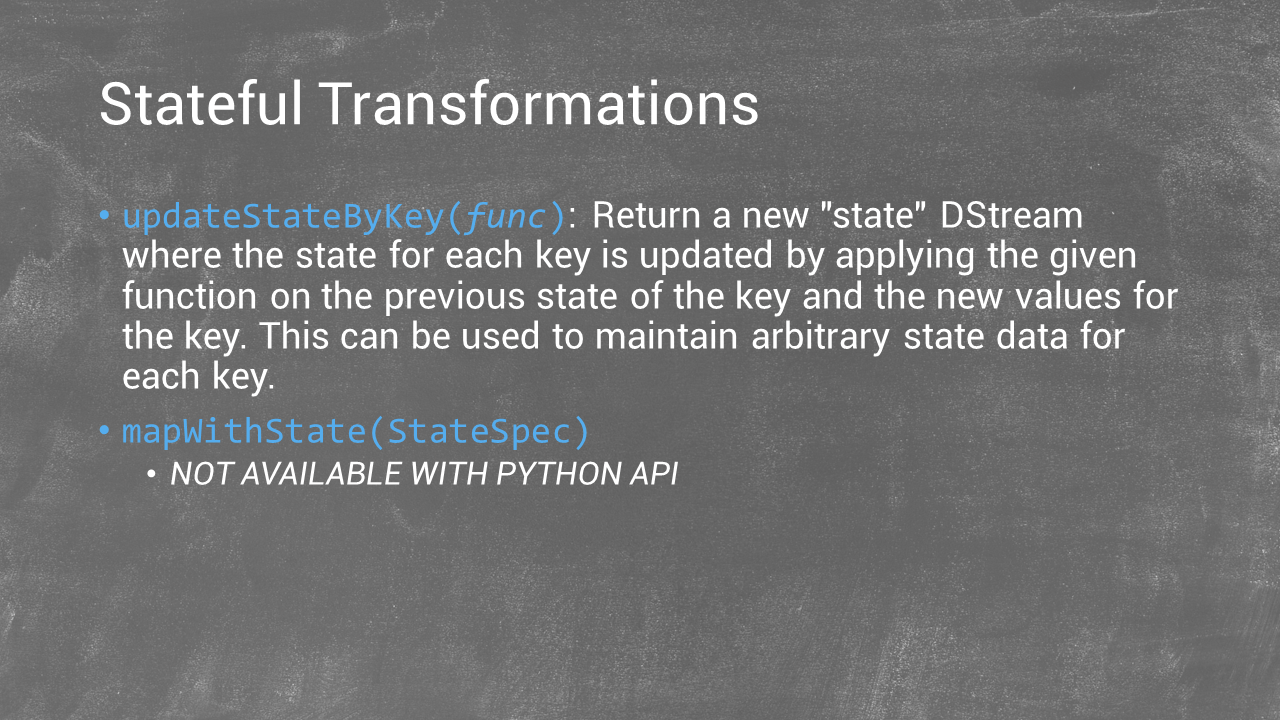 Stateful Transformations
• updateStateByKey(func): Return a new "state" DStream
where the state for each key is updated by applying the given
function on the previous state of the key and the new values for
the key. This can be used to maintain arbitrary state data for
each key.
• mapWithState(StateSpec)
• NOT AVAILABLE WITH PYTHON API